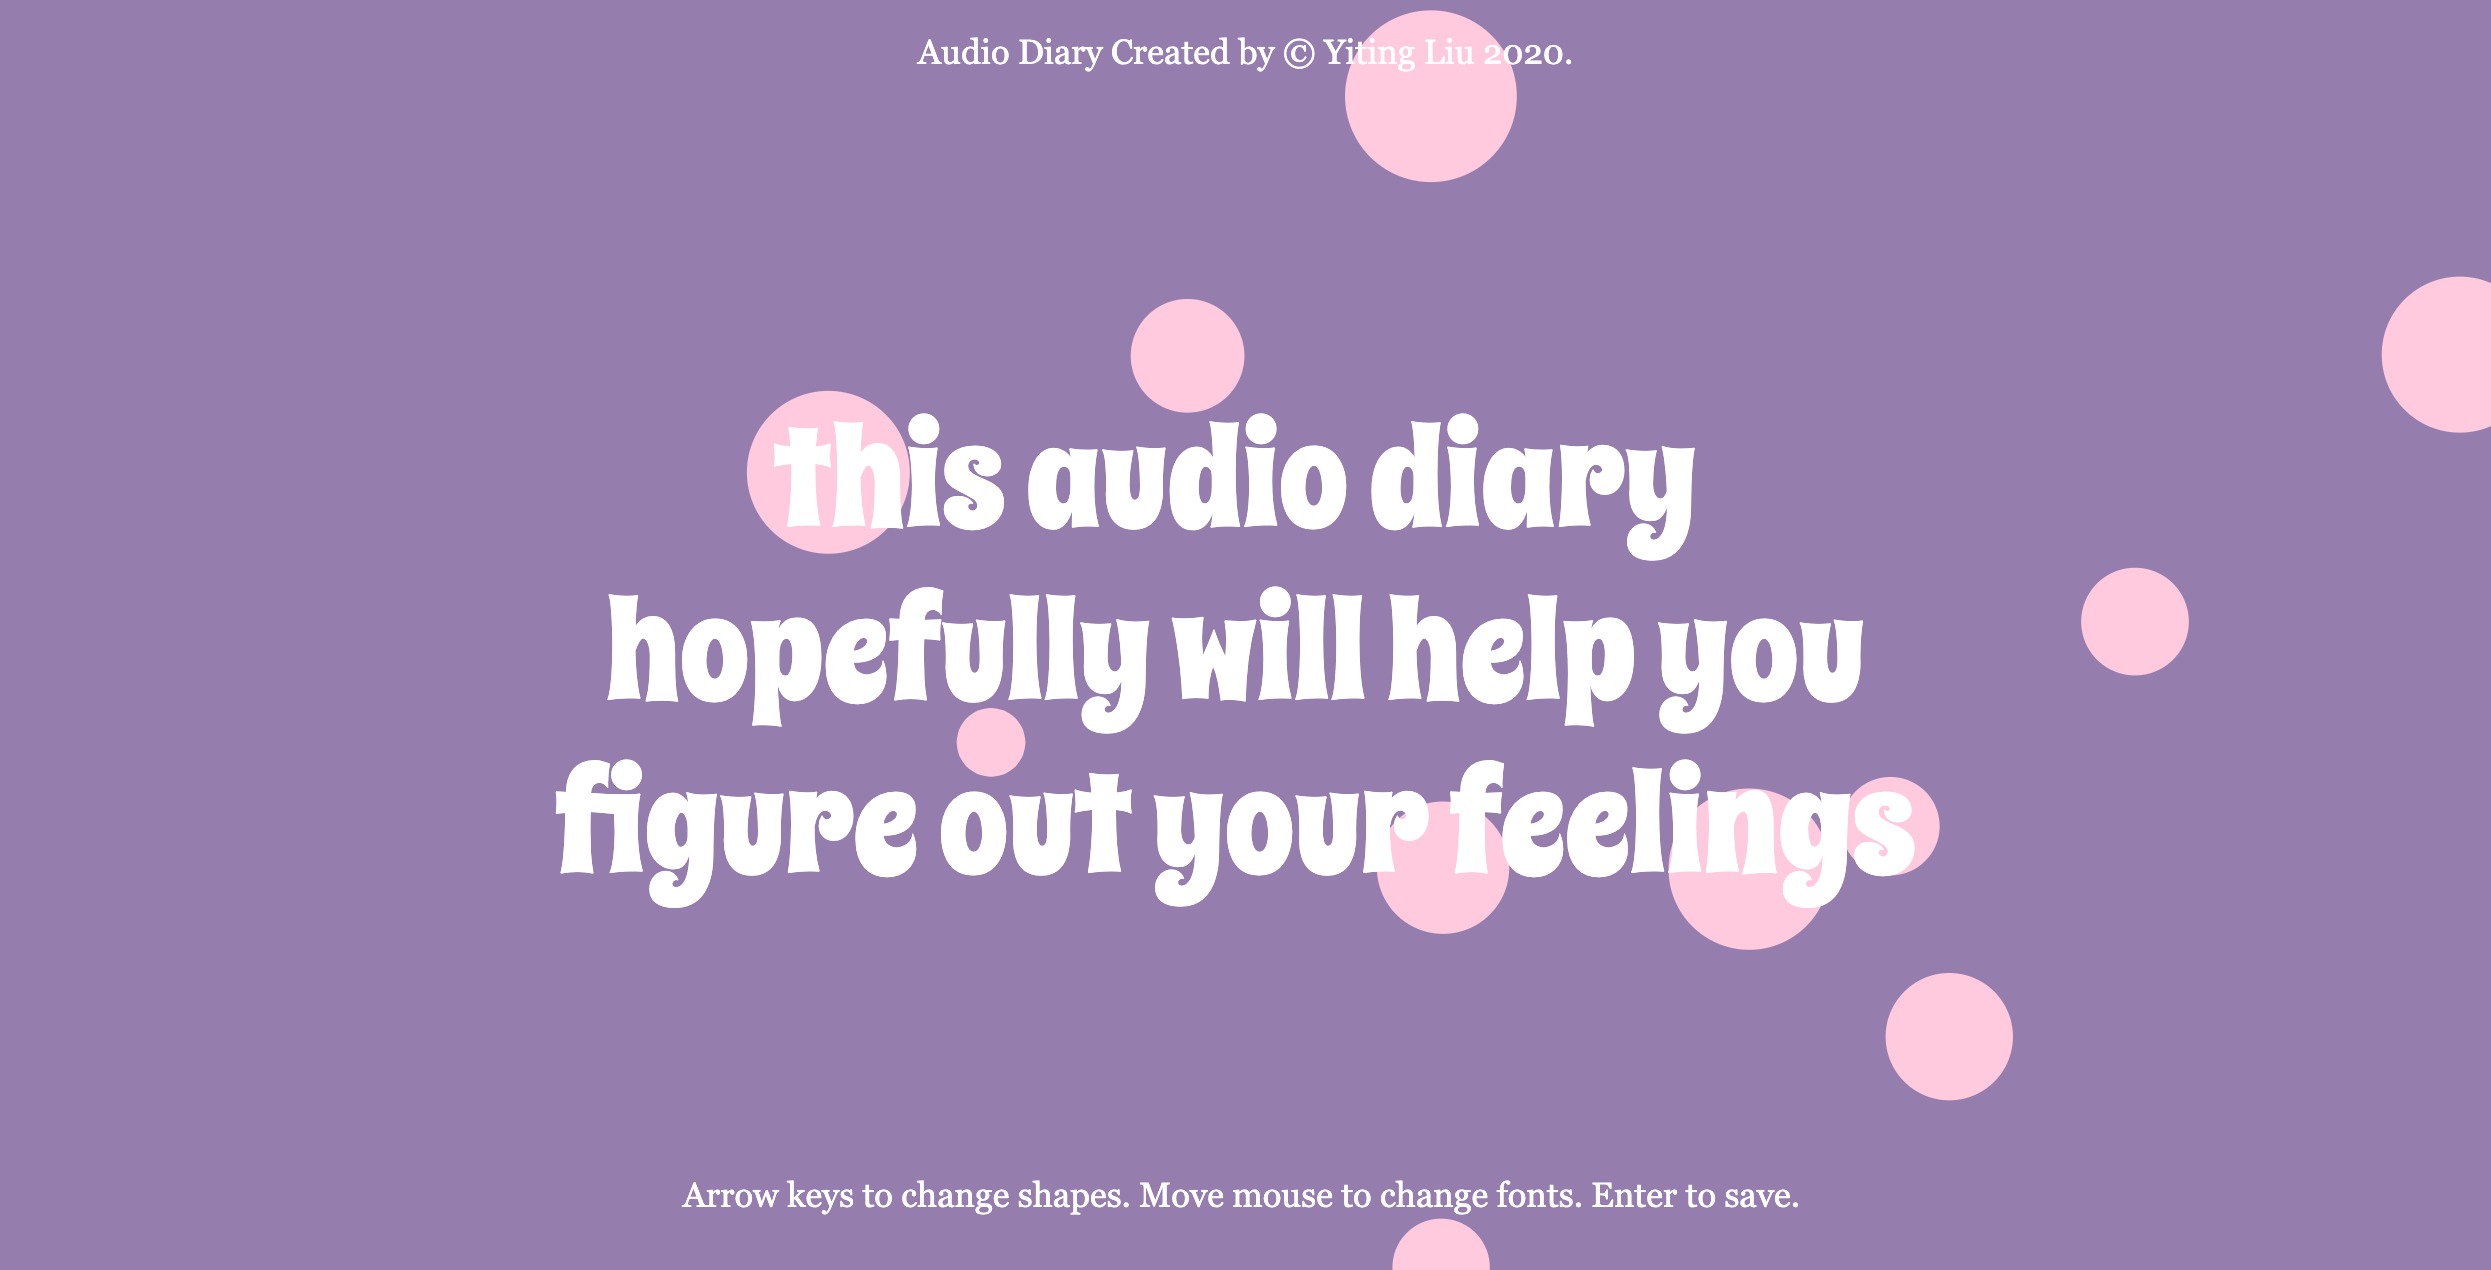 Audio Diary Created by © Yiting Liu 2020.
this audio diary
hopefully will help you
figure out your feelings
Arrow keys to change shapes. Move mouse to change fonts. Enter to save.